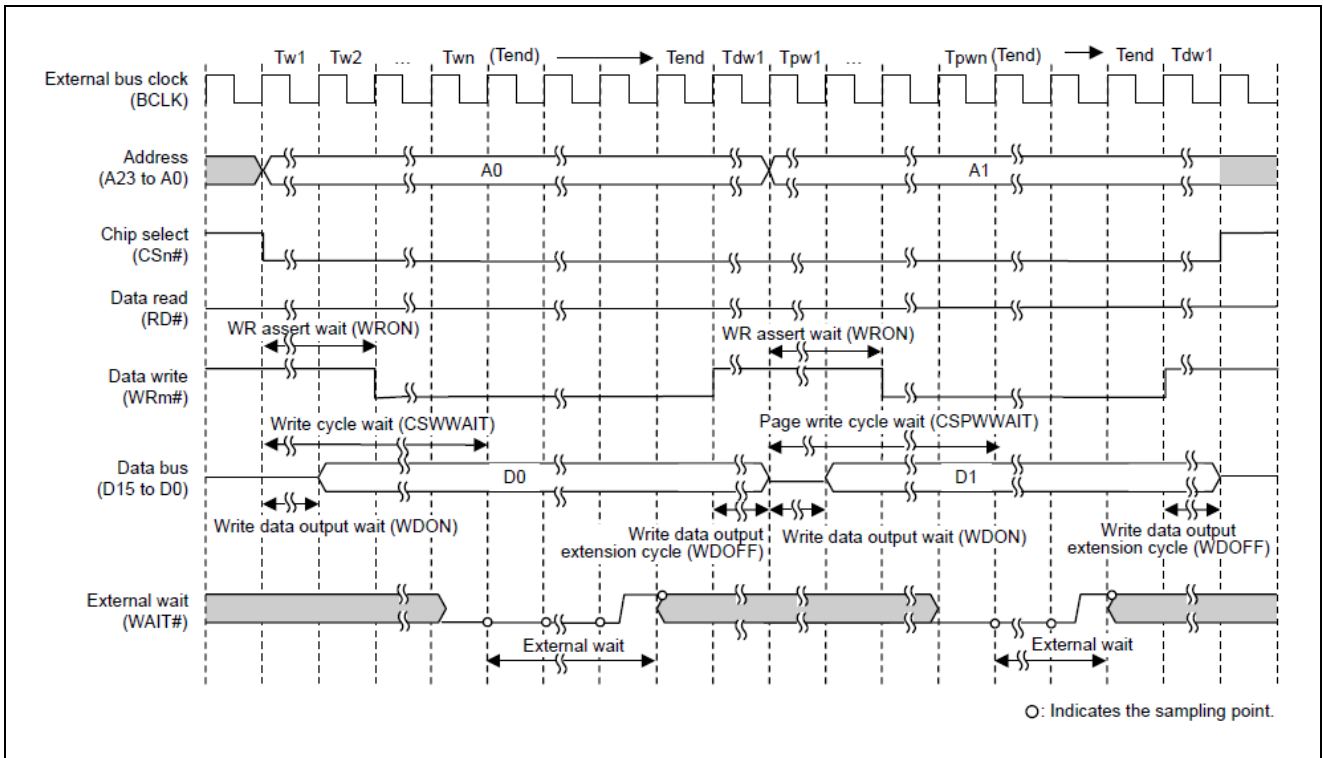 Tw1 Tw2 ... Twn (Tend) Tend Tdw1 Tpw1 ... Tpwn (Tend) Tend Tdw1
External bus clock
(BCLK)
Address
(A23 to A0)
A0 A1
Chip select
(CSn#)
Data read
(RD#)
WR assert wait (WRON) WR assert wait (WRON)
Data write
(WRm#)
Write cycle wait (CSWWAIT) Page write cycle wait (CSPWWAIT)
Data bus
(D15 to D0)
D0 D1
Write data output wait (WDON) Write data output
extension cycle (WDOFF) Write data output wait (WDON) Write data output
extension cycle (WDOFF)
External wait
(WAIT#)
External wait External wait
O: Indicates the sampling point.